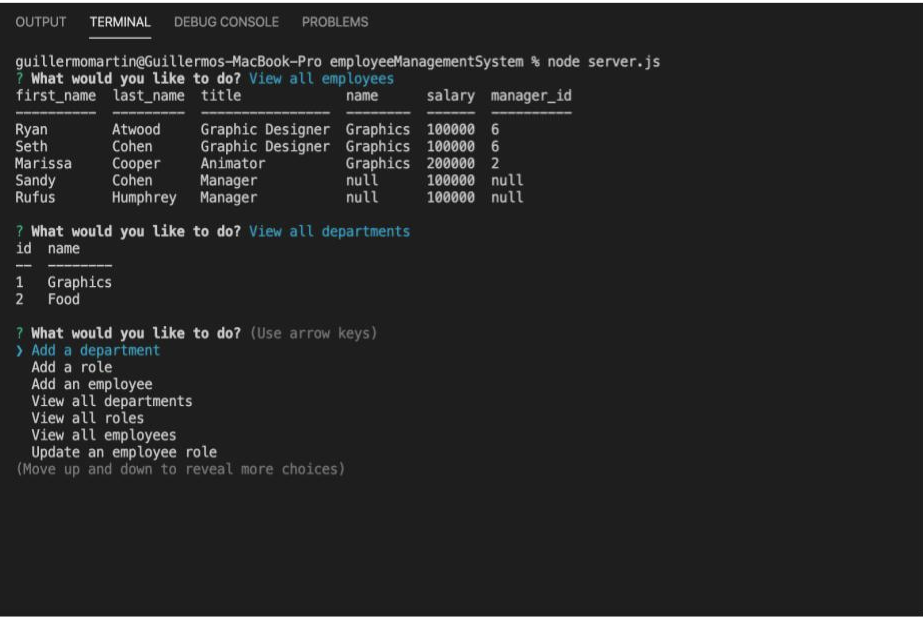 OUTPUT TERMINAL DEBUG CONSOLE PROBLEMS
guillermomartin@Guillermos-MacBook-Pro employeeManagementSystem % node server.js
? What would you like to do? View all employees
first_name last_name title name salary manager_id
---------- --------- ---------------- -------- ------ ----------
Ryan Atwood Graphic Designer Graphics 100000 6
Seth Cohen Graphic Designer Graphics 100000 6
Marissa Cooper Animator Graphics 200000 2
Sandy Cohen Manager null 100000 null
Rufus Humphrey Manager null 100000 null
? What would you like to do? View all departments
id name
-- --------
1 Graphics
2 Food
? What would you like to do? (Use arrow keys)
❯ Add a department
Add a role
Add an employee
View all departments
View all roles
View all employees
Update an employee role
(Move up and down to reveal more choices)